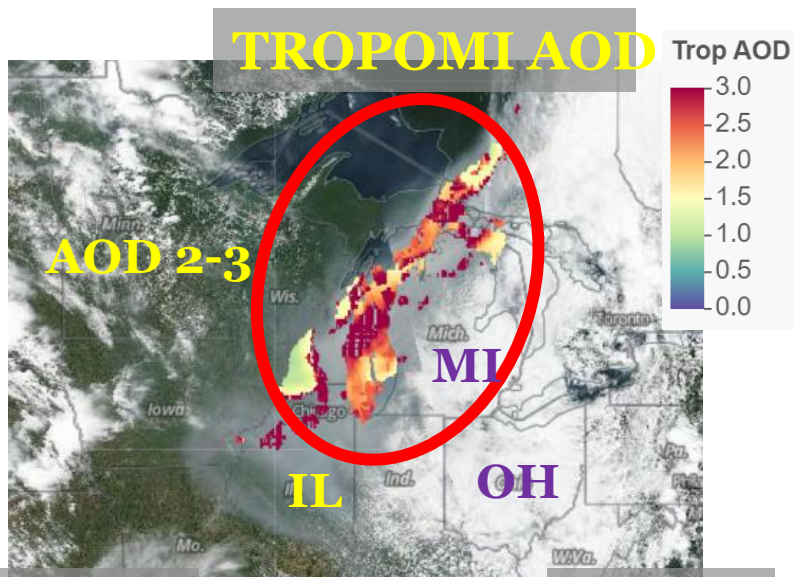 TROPOMI AOD
Trop AOD
3.0
2.5
2.0
1.5
1.0
0.5
0.0
Minn.
AOD 2-3
Wis.
Mich.
Toronto
MI
Iowa
Chicago
IL
Ind.
OH
Pa.
Mo.
W.Va.